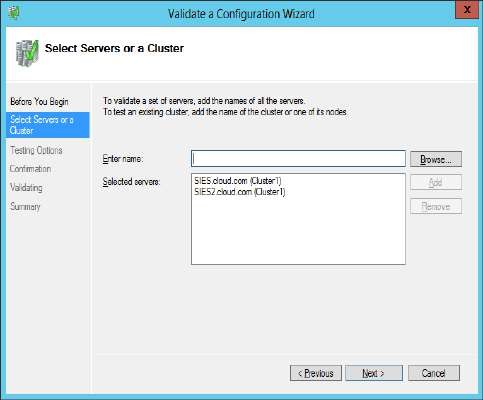 Validate a Configuration Wizard
X
Select Servers or a Cluster
Before You Begin
Select Servers or a
Cluster
Testing Options
Confirmation
Validating
Summary
To validate a set of servers, add the names of all the servers.
To test an existing cluster, add the name of the cluster or one of its nodes.
Enter name:
Browse...
Selected servers:
SIES.cloud.com (Cluster1)
SIES2.cloud.com (Cluster1)
Add
Remove
< Previous
Next >
Cancel